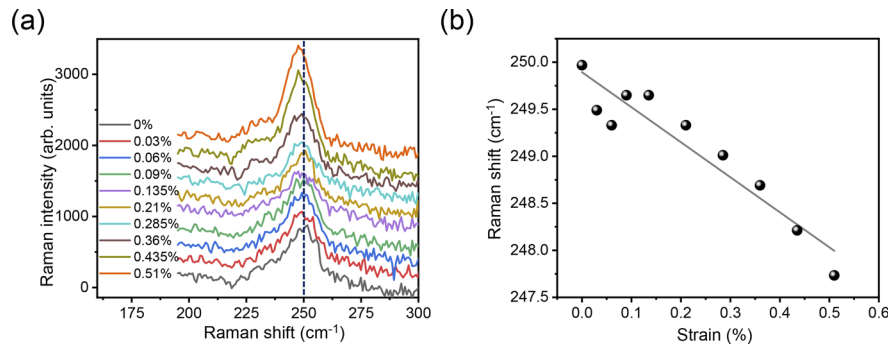 (a)
Raman intensity (arb. units)
3000
2000
1000
0
0%
0.03%
0.06%
0.09%
0.135%
0.21%
0.285%
0.36%
0.435%
0.51%
175 200 225 250 275 300
Raman shift (cm⁻¹)
(b)
Raman shift (cm⁻¹)
250.0
249.5
249.0
248.5
248.0
247.5
0.0 0.1 0.2 0.3 0.4 0.5 0.6
Strain (%)